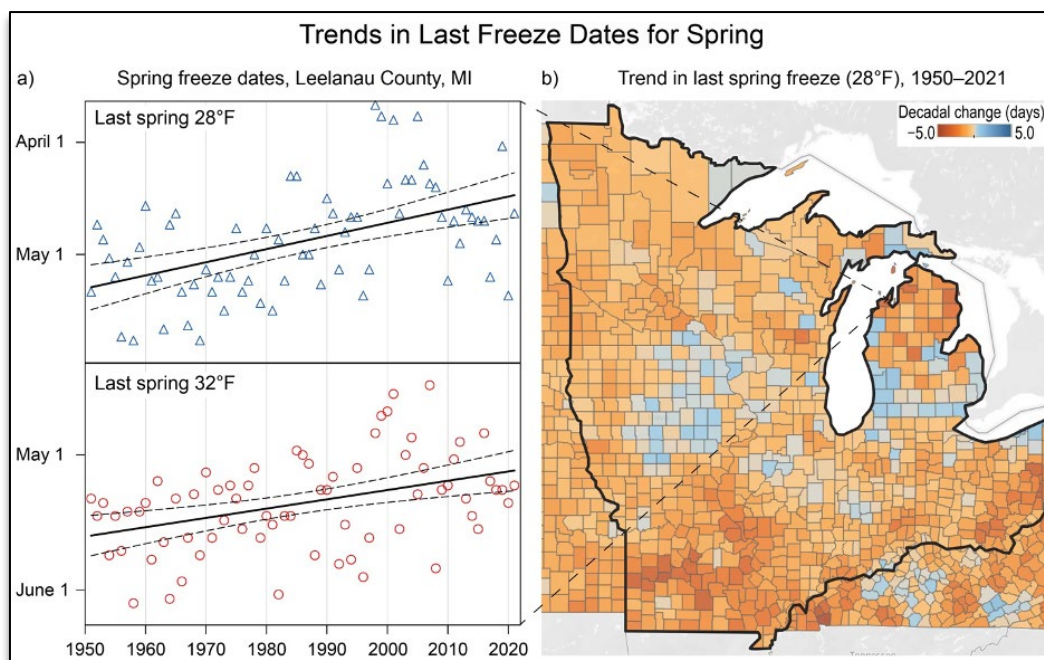 Trends in Last Freeze Dates for Spring
a) Spring freeze dates, Leelanau County, MI
b) Trend in last spring freeze (28°F), 1950–2021
Last spring 28°F
April 1
May 1
Last spring 32°F
May 1
June 1
1950 1960 1970 1980 1990 2000 2010 2020
Decadal change (days)
−5.0 5.0
Tennessee